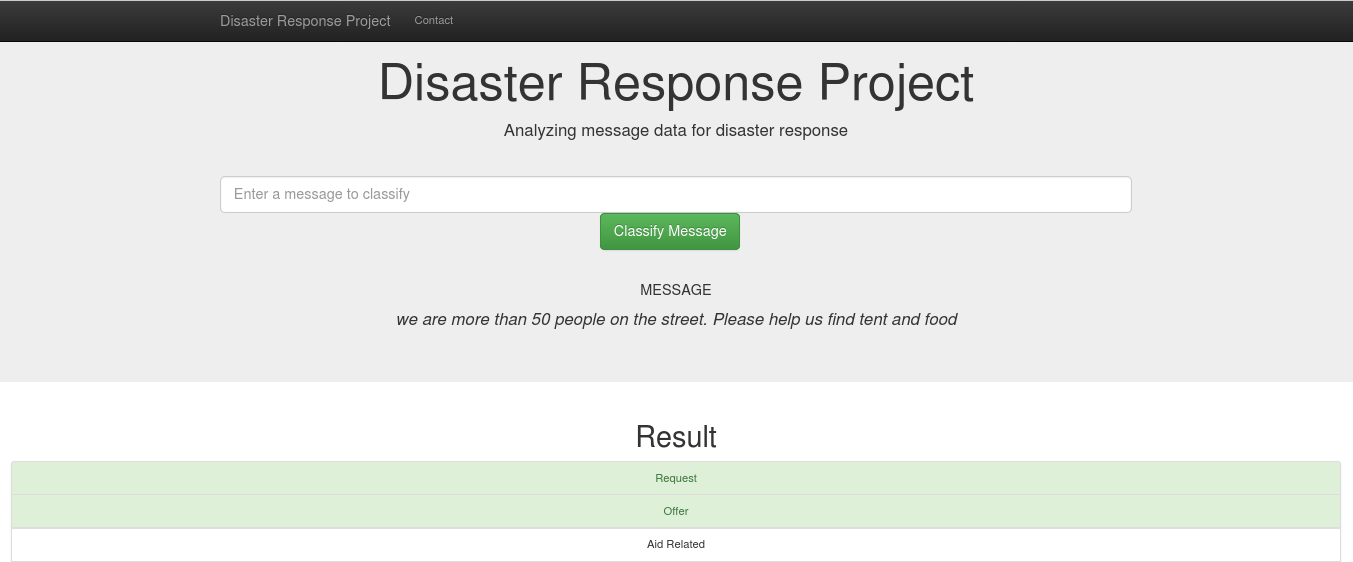 Disaster Response Project Contact
Disaster Response Project
Analyzing message data for disaster response
Enter a message to classify
Classify Message
MESSAGE
we are more than 50 people on the street. Please help us find tent and food
Result
Request
Offer
Aid Related